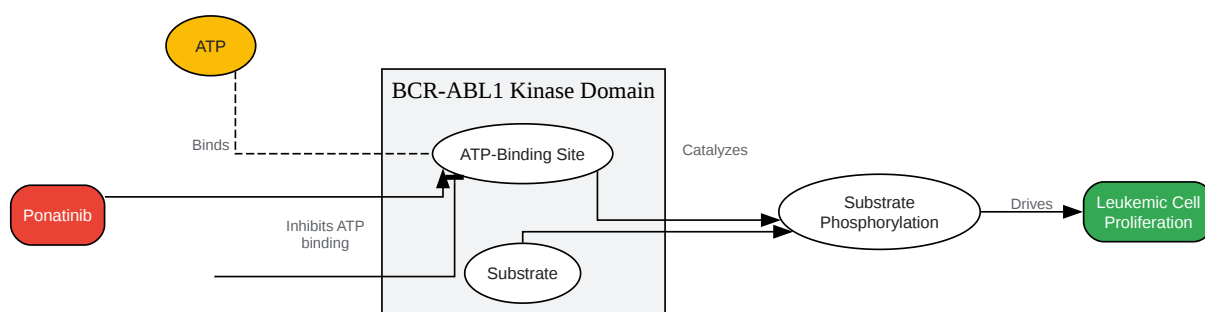 ATP
BCR-ABL1 Kinase Domain
Binds
ATP-Binding Site
Catalyzes
Ponatinib
Inhibits ATP
binding
Substrate
Substrate
Phosphorylation
Drives
Leukemic Cell
Proliferation